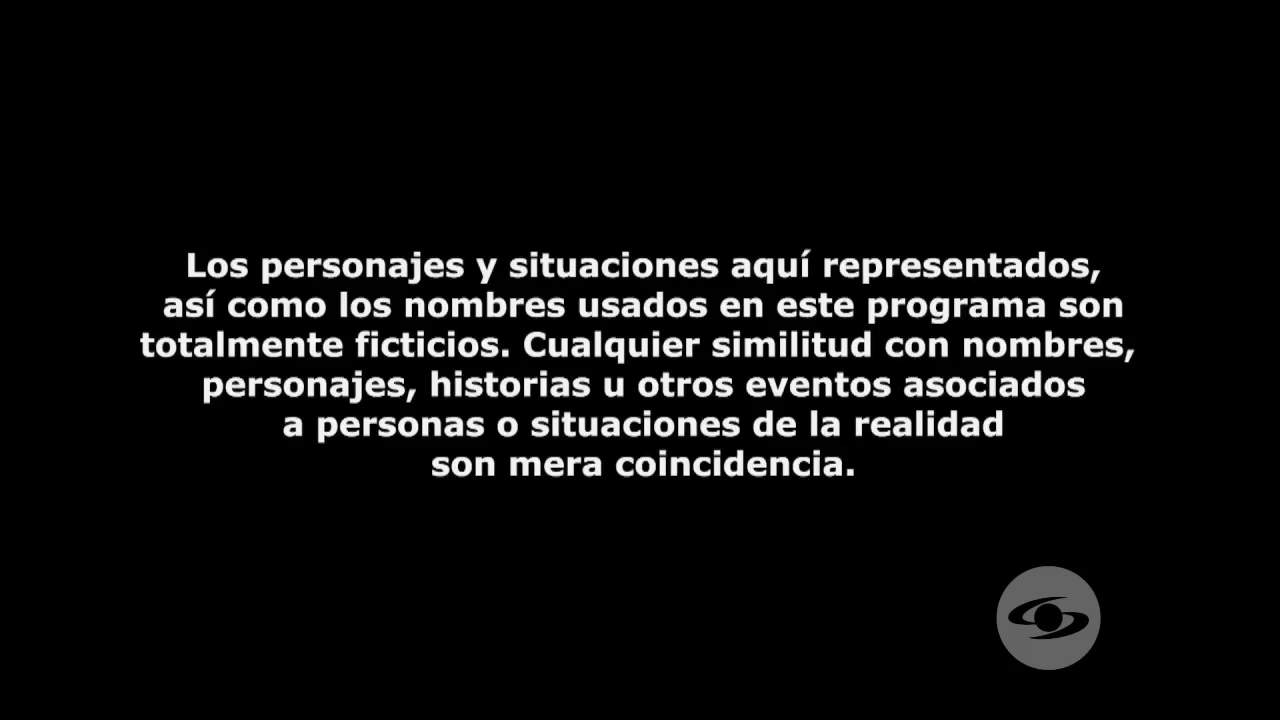 Los personajes y situaciones aquí representados,
así como los nombres usados en este programa son
totalmente ficticios. Cualquier similitud con nombres,
personajes, historias u otros eventos asociados
a personas o situaciones de la realidad
son mera coincidencia.